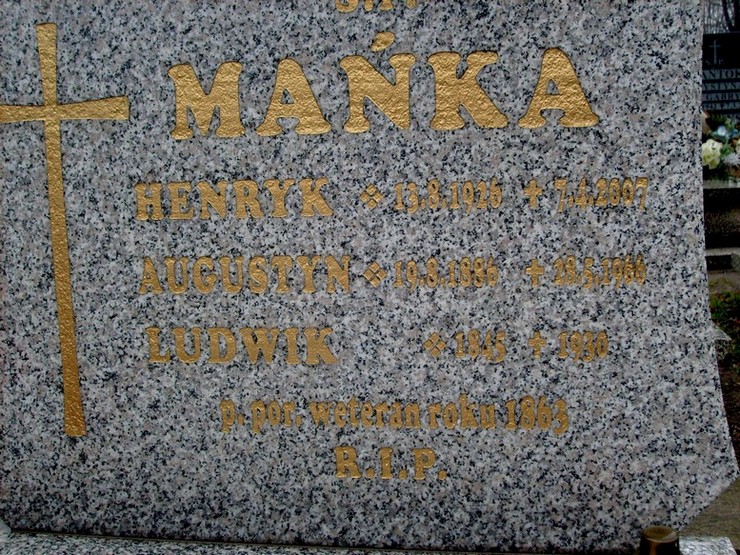 Ś.P.
MAŃKA
HENRYK ❖ 13.8.1926 ✝ 7.4.2007
AUGUSTYN ❖ 19.8.1886 ✝ 28.5.1966
LUDWIK ❖ 1845 ✝ 1930
p. por. weteran roku 1863
R.I.P.